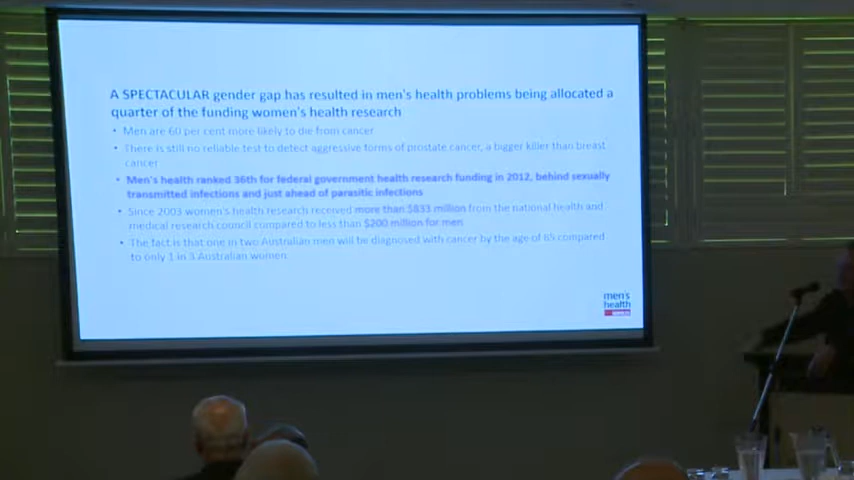 A SPECTACULAR gender gap has resulted in men's health problems being allocated a
quarter of the funding women's health research
• Men are 60 per cent more likely to die from cancer
• There is still no reliable test to detect aggressive forms of prostate cancer, a bigger killer than breast
cancer
• Men's health ranked 36th for federal government health research funding in 2012, behind sexually
transmitted infections and just ahead of parasitic infections
• Since 2003 women's health research received more than $833 million from the national health and
medical research council compared to less than $200 million for men
• The fact is that one in two Australian men will be diagnosed with cancer by the age of 85 compared
to only 1 in 3 Australian women
men's
health